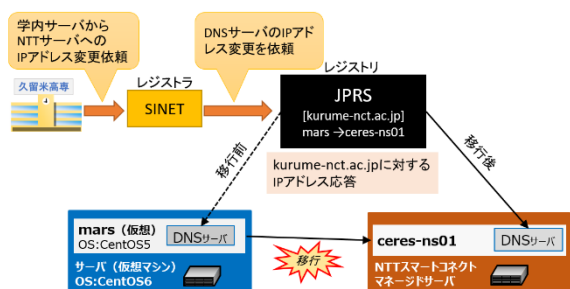 学内サーバから
NTTサーバへの
IPアドレス変更依頼
DNSサーバのIPアド
レス変更を依頼
久留米高専
レジストラ
SINET
レジストリ
JPRS
[kurume-nct.ac.jp]
mars →ceres-ns01
移行前
移行後
kurume-nct.ac.jpに対する
IPアドレス応答
mars（仮想）
OS:CentOS5
DNSサーバ
サーバ（仮想マシン）
OS:CentOS6
移行
ceres-ns01
DNSサーバ
NTTスマートコネクト
マネージドサーバ